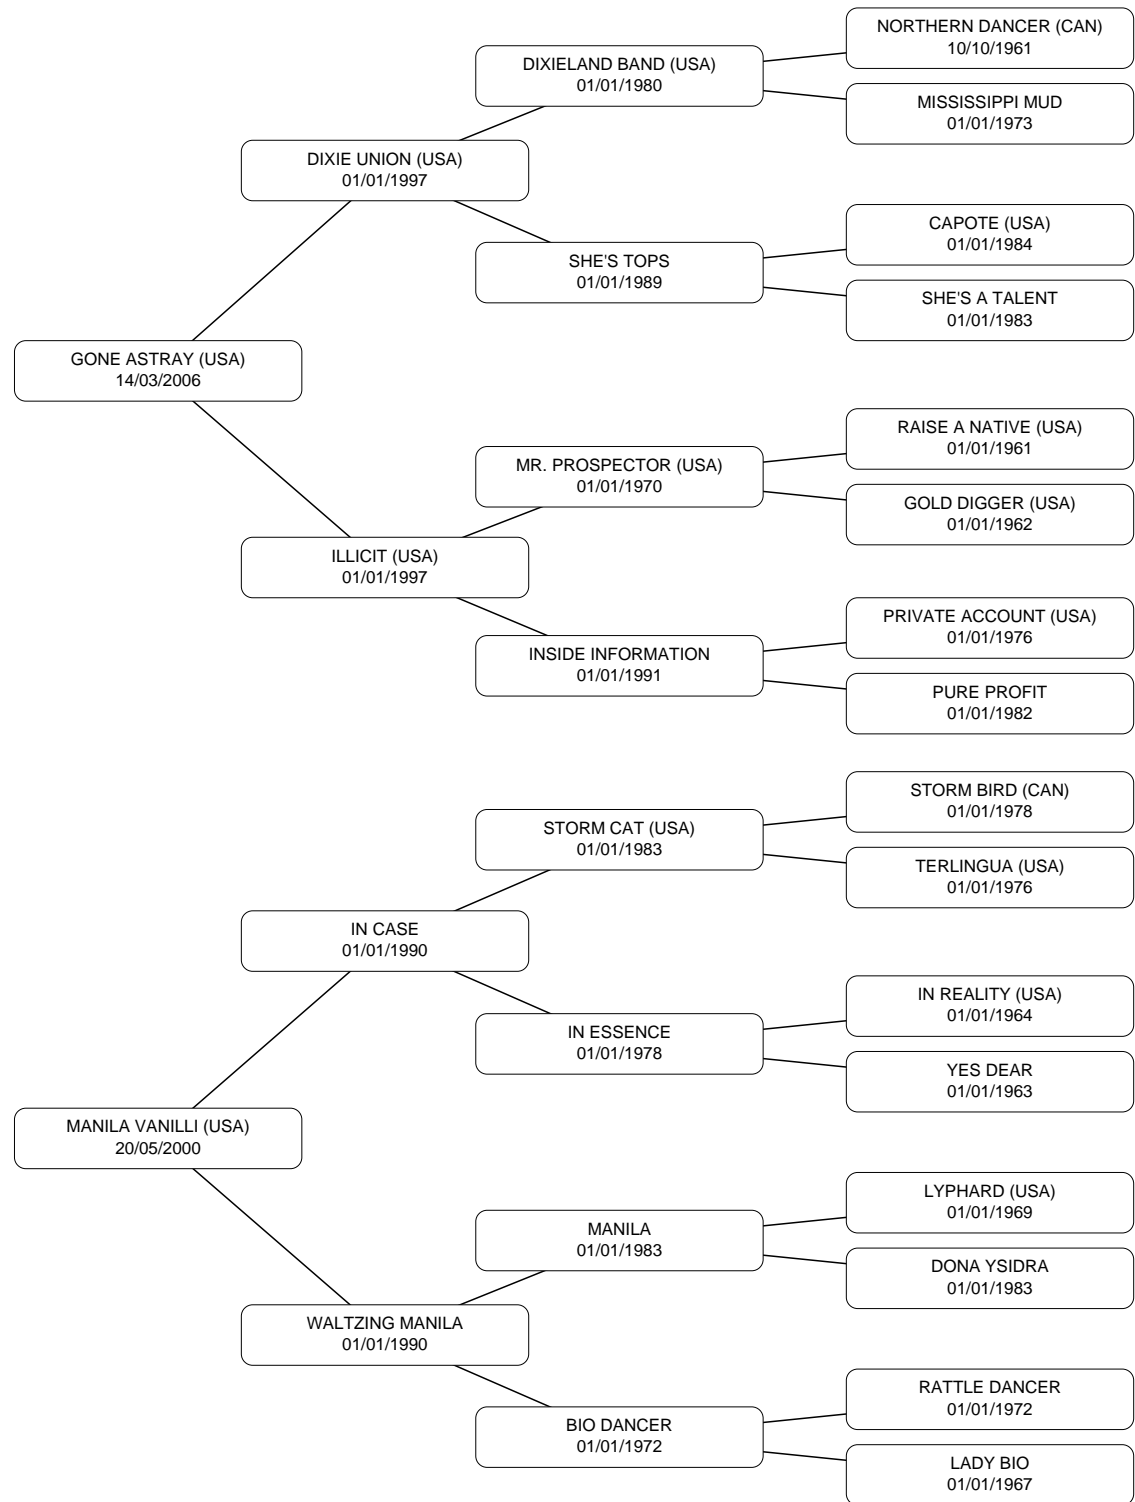 NORTHERN DANCER (CAN)
10/10/1961
DIXIELAND BAND (USA)
01/01/1980
MISSISSIPPI MUD
01/01/1973
DIXIE UNION (USA)
01/01/1997
CAPOTE (USA)
01/01/1984
SHE'S TOPS
01/01/1989
SHE'S A TALENT
01/01/1983
GONE ASTRAY (USA)
14/03/2006
RAISE A NATIVE (USA)
01/01/1961
MR. PROSPECTOR (USA)
01/01/1970
GOLD DIGGER (USA)
01/01/1962
ILLICIT (USA)
01/01/1997
PRIVATE ACCOUNT (USA)
01/01/1976
INSIDE INFORMATION
01/01/1991
PURE PROFIT
01/01/1982
STORM BIRD (CAN)
01/01/1978
STORM CAT (USA)
01/01/1983
TERLINGUA (USA)
01/01/1976
IN CASE
01/01/1990
IN REALITY (USA)
01/01/1964
IN ESSENCE
01/01/1978
YES DEAR
01/01/1963
MANILA VANILLI (USA)
20/05/2000
LYPHARD (USA)
01/01/1969
MANILA
01/01/1983
DONA YSIDRA
01/01/1983
WALTZING MANILA
01/01/1990
RATTLE DANCER
01/01/1972
BIO DANCER
01/01/1972
LADY BIO
01/01/1967